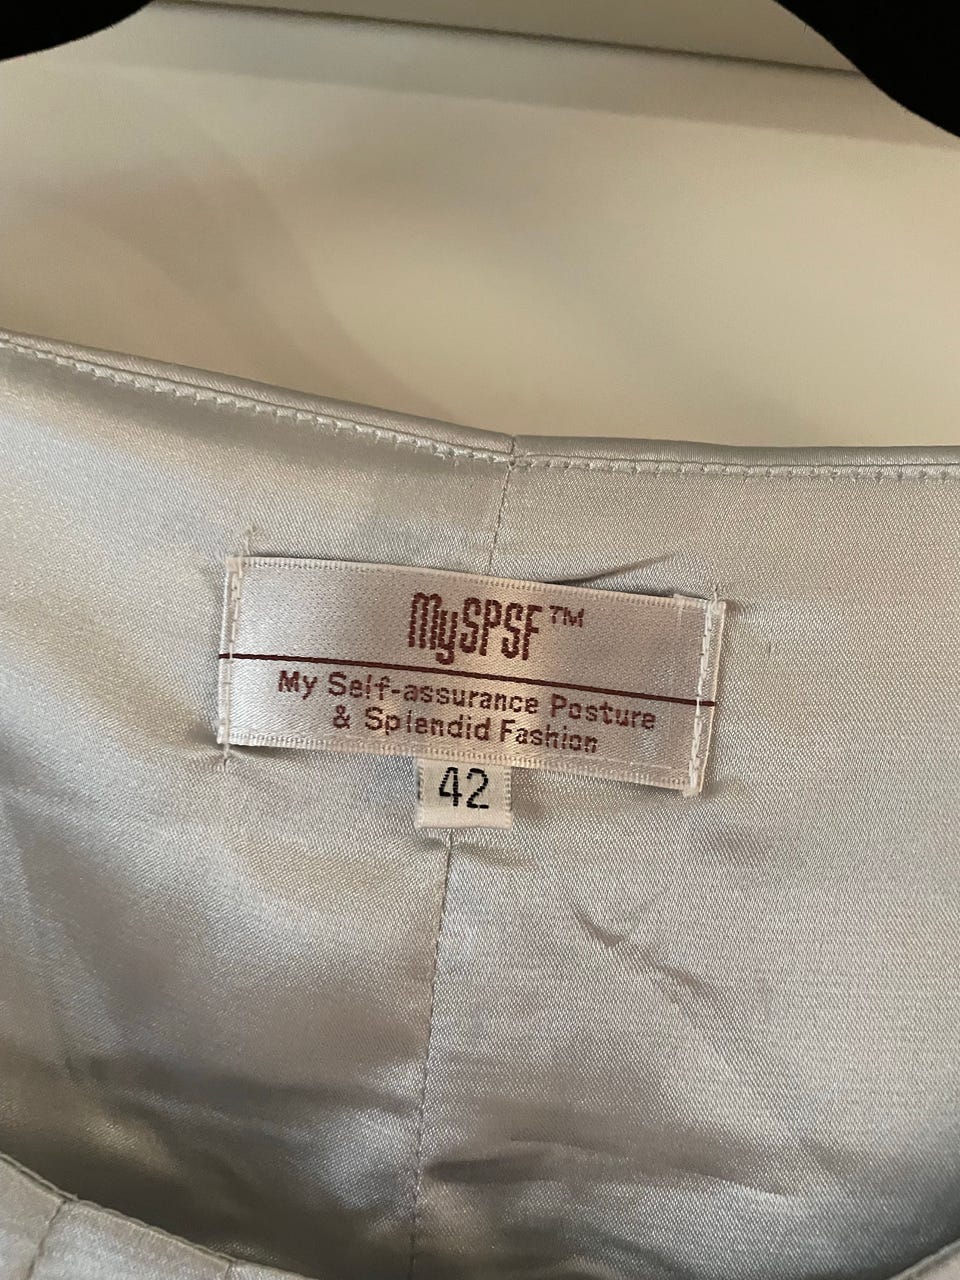 MySPSF™
My Self-assurance Posture
& Splendid Fashion
42